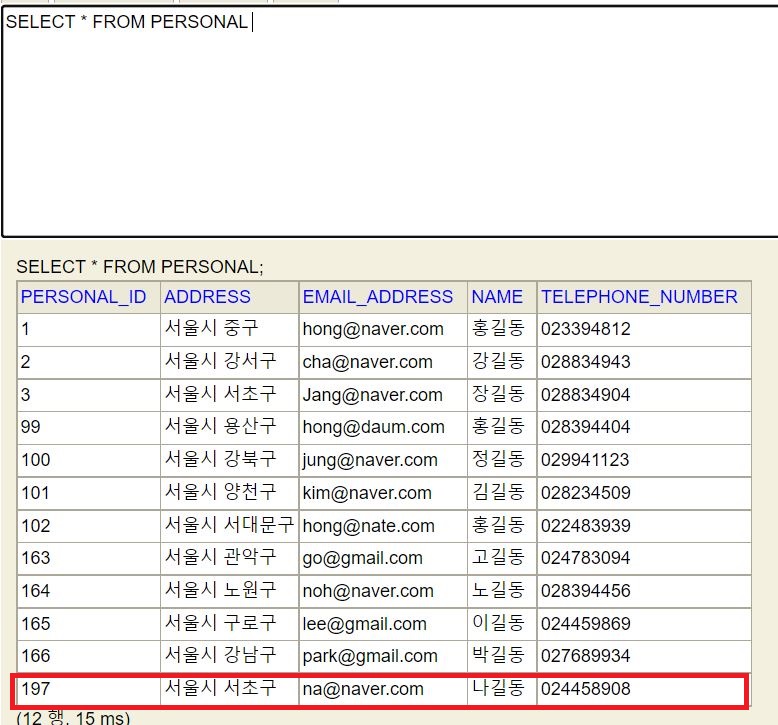 SELECT * FROM PERSONAL
SELECT * FROM PERSONAL;
PERSONAL_ID ADDRESS EMAIL_ADDRESS NAME TELEPHONE_NUMBER
1 서울시 중구 hong@naver.com 홍길동 023394812
2 서울시 강서구 cha@naver.com 강길동 028834943
3 서울시 서초구 Jang@naver.com 장길동 028834904
99 서울시 용산구 hong@daum.com 홍길동 028394404
100 서울시 강북구 jung@naver.com 정길동 029941123
101 서울시 양천구 kim@naver.com 김길동 028234509
102 서울시 서대문구 hong@nate.com 홍길동 022483939
163 서울시 관악구 go@gmail.com 고길동 024783094
164 서울시 노원구 noh@naver.com 노길동 028394456
165 서울시 구로구 lee@gmail.com 이길동 024459869
166 서울시 강남구 park@gmail.com 박길동 027689934
197 서울시 서초구 na@naver.com 나길동 024458908
(12 행, 15 ms)